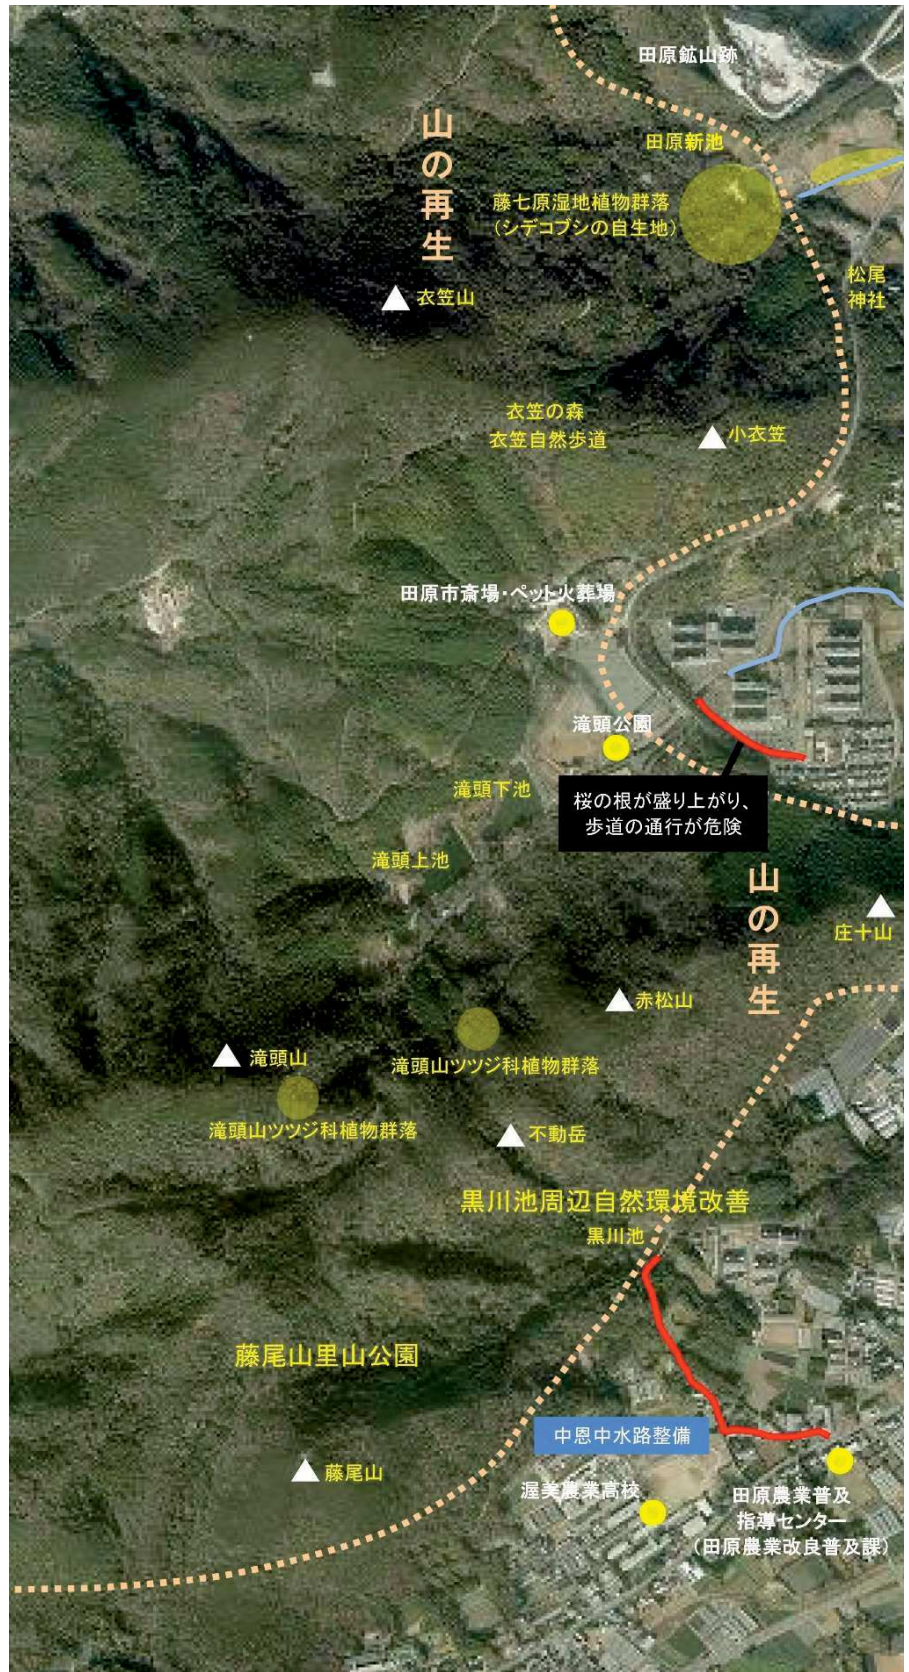 田原鉱山跡
山の再生
田原新池
藤七原湿地植物群落
(シデコブシの自生地)
松尾
神社
衣笠山
衣笠の森
衣笠自然歩道
小衣笠
田原市斎場・ペット火葬場
滝頭公園
滝頭下池
桜の根が盛り上がり、
歩道の通行が危険
滝頭上池
山の再生
庄十山
赤松山
滝頭山
滝頭山ツツジ科植物群落
滝頭山ツツジ科植物群落
不動岳
黒川池周辺自然環境改善
黒川池
藤尾山里山公園
中恩中水路整備
藤尾山
渥美農業高校
田原農業普及
指導センター
(田原農業改良普及課)